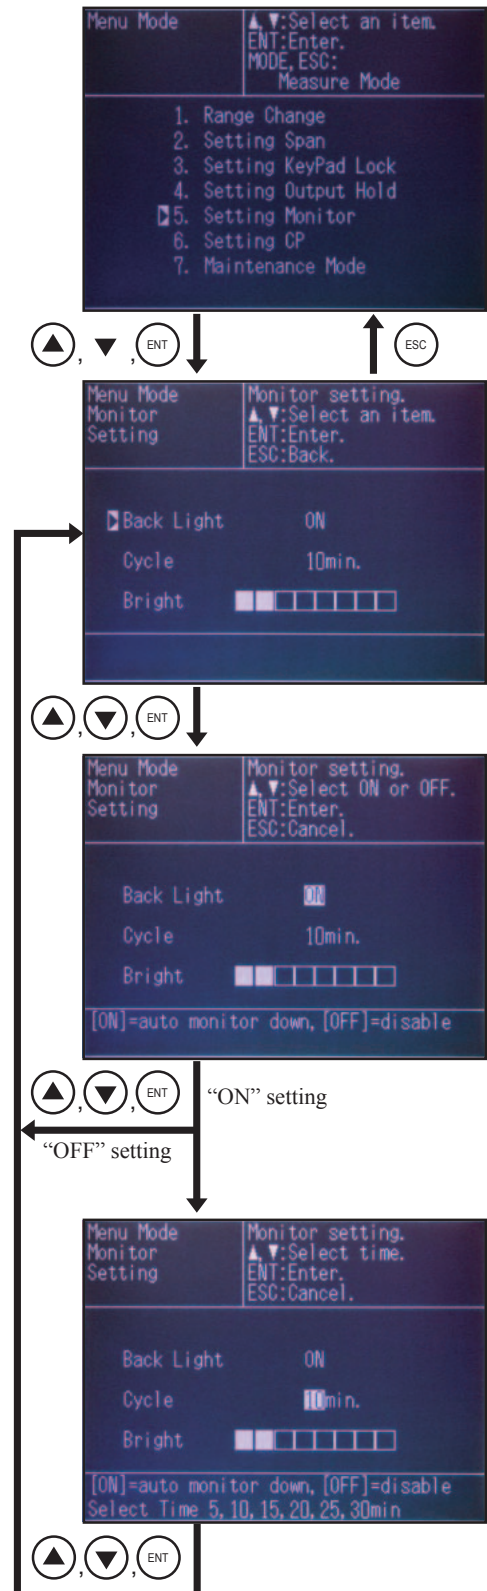 Menu Mode
▲,▼:Select an item.
ENT:Enter.
MODE,ESC:
Measure Mode
1. Range Change
2. Setting Span
3. Setting KeyPad Lock
4. Setting Output Hold
5. Setting Monitor
6. Setting CP
7. Maintenance Mode
▲, ▼, ENT
ESC
Menu Mode
Monitor
Setting
Monitor setting.
▲,▼:Select an item.
ENT:Enter.
ESC:Back.
Back Light ON
Cycle 10min.
Bright
▲, ▼, ENT
Menu Mode
Monitor
Setting
Monitor setting.
▲,▼:Select ON or OFF.
ENT:Enter.
ESC:Cancel.
Back Light ON
Cycle 10min.
Bright
[ON]=auto monitor down, [OFF]=disable
▲, ▼, ENT
“ON” setting
“OFF” setting
Menu Mode
Monitor
Setting
Monitor setting.
▲,▼:Select time.
ENT:Enter.
ESC:Cancel.
Back Light ON
Cycle 10min.
Bright
[ON]=auto monitor down, [OFF]=disable
Select Time 5,10,15,20,25,30min
▲, ▼, ENT